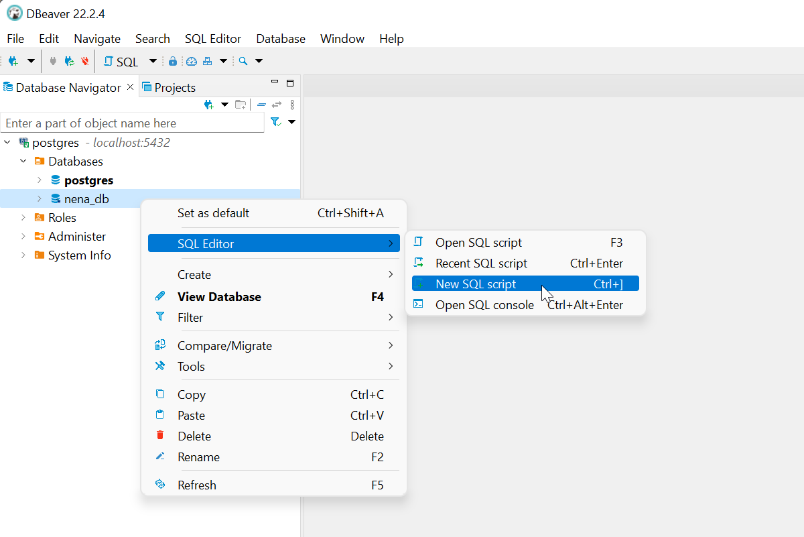 DBeaver 22.2.4
File Edit Navigate Search SQL Editor Database Window Help
SQL
Database Navigator Projects
Enter a part of object name here
postgres - localhost:5432
Databases
postgres
nena_db
Roles
Administer
System Info
Set as default Ctrl+Shift+A
SQL Editor
Create
View Database F4
Filter
Compare/Migrate
Tools
Copy Ctrl+C
Paste Ctrl+V
Delete Delete
Rename F2
Refresh F5
Open SQL script F3
Recent SQL script Ctrl+Enter
New SQL script Ctrl+]
Open SQL console Ctrl+Alt+Enter